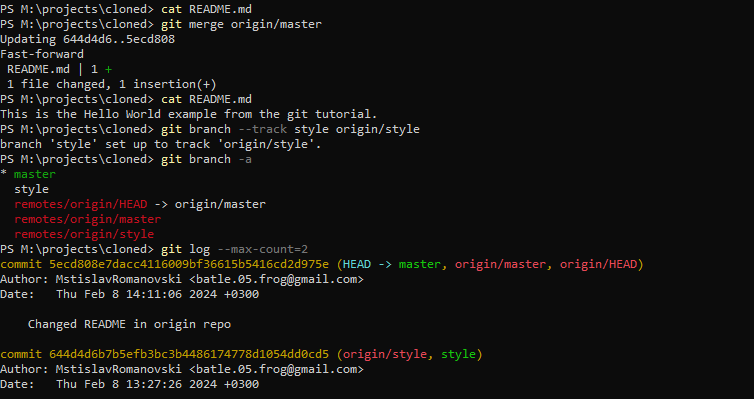 PS M:\projects\cloned> cat README.md
PS M:\projects\cloned> git merge origin/master
Updating 644d4d6..5ecd808
Fast-forward
 README.md | 1 +
 1 file changed, 1 insertion(+)
PS M:\projects\cloned> cat README.md
This is the Hello World example from the git tutorial.
PS M:\projects\cloned> git branch --track style origin/style
branch 'style' set up to track 'origin/style'.
PS M:\projects\cloned> git branch -a
* master
  style
  remotes/origin/HEAD -> origin/master
  remotes/origin/master
  remotes/origin/style
PS M:\projects\cloned> git log --max-count=2
commit 5ecd808e7dacc4116009bf36615b5416cd2d975e (HEAD -> master, origin/master, origin/HEAD)
Author: MstislavRomanovski <batle.05.frog@gmail.com>
Date:   Thu Feb 8 14:11:06 2024 +0300

    Changed README in origin repo

commit 644d4d6b7b5efb3bc3b4486174778d1054dd0cd5 (origin/style, style)
Author: MstislavRomanovski <batle.05.frog@gmail.com>
Date:   Thu Feb 8 13:27:26 2024 +0300